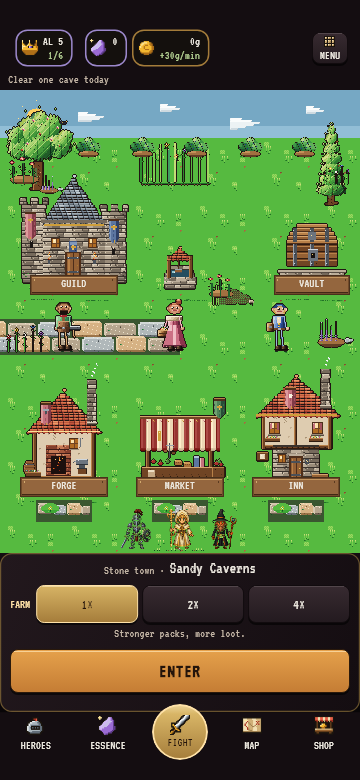 AL 5
1/6
0
0g
+30g/min
MENU
Clear one cave today
GUILD
VAULT
FORGE
MARKET
INN
Stone town · Sandy Caverns
FARM
1X
2X
4X
Stronger packs, more loot.
ENTER
HEROES
ESSENCE
FIGHT
MAP
SHOP